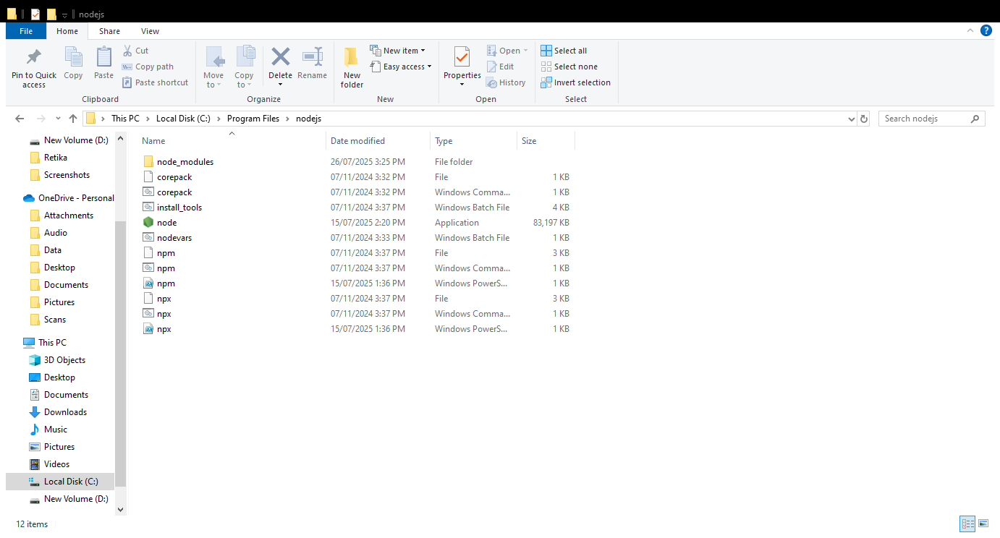 nodejs
File Home Share View
Pin to Quick access
Copy
Paste
Cut
Copy path
Paste shortcut
Clipboard
Move to
Copy to
Delete
Rename
Organize
New folder
New item
Easy access
New
Properties
Open
Edit
History
Open
Select all
Select none
Invert selection
Select
This PC > Local Disk (C:) > Program Files > nodejs
Search nodejs
New Volume (D:)
Retika
Screenshots
OneDrive - Personal
Attachments
Audio
Data
Desktop
Documents
Pictures
Scans
This PC
3D Objects
Desktop
Documents
Downloads
Music
Pictures
Videos
Local Disk (C:)
New Volume (D:)
Name Date modified Type Size
node_modules 26/07/2025 3:25 PM File folder
corepack 07/11/2024 3:32 PM File 1 KB
corepack 07/11/2024 3:32 PM Windows Comma... 1 KB
install_tools 07/11/2024 3:37 PM Windows Batch File 4 KB
node 15/07/2025 2:20 PM Application 83,197 KB
nodevars 07/11/2024 3:33 PM Windows Batch File 1 KB
npm 07/11/2024 3:37 PM File 3 KB
npm 07/11/2024 3:37 PM Windows Comma... 1 KB
npm 15/07/2025 1:36 PM Windows PowerS... 1 KB
npx 07/11/2024 3:37 PM File 3 KB
npx 07/11/2024 3:37 PM Windows Comma... 1 KB
npx 15/07/2025 1:36 PM Windows PowerS... 1 KB
12 items